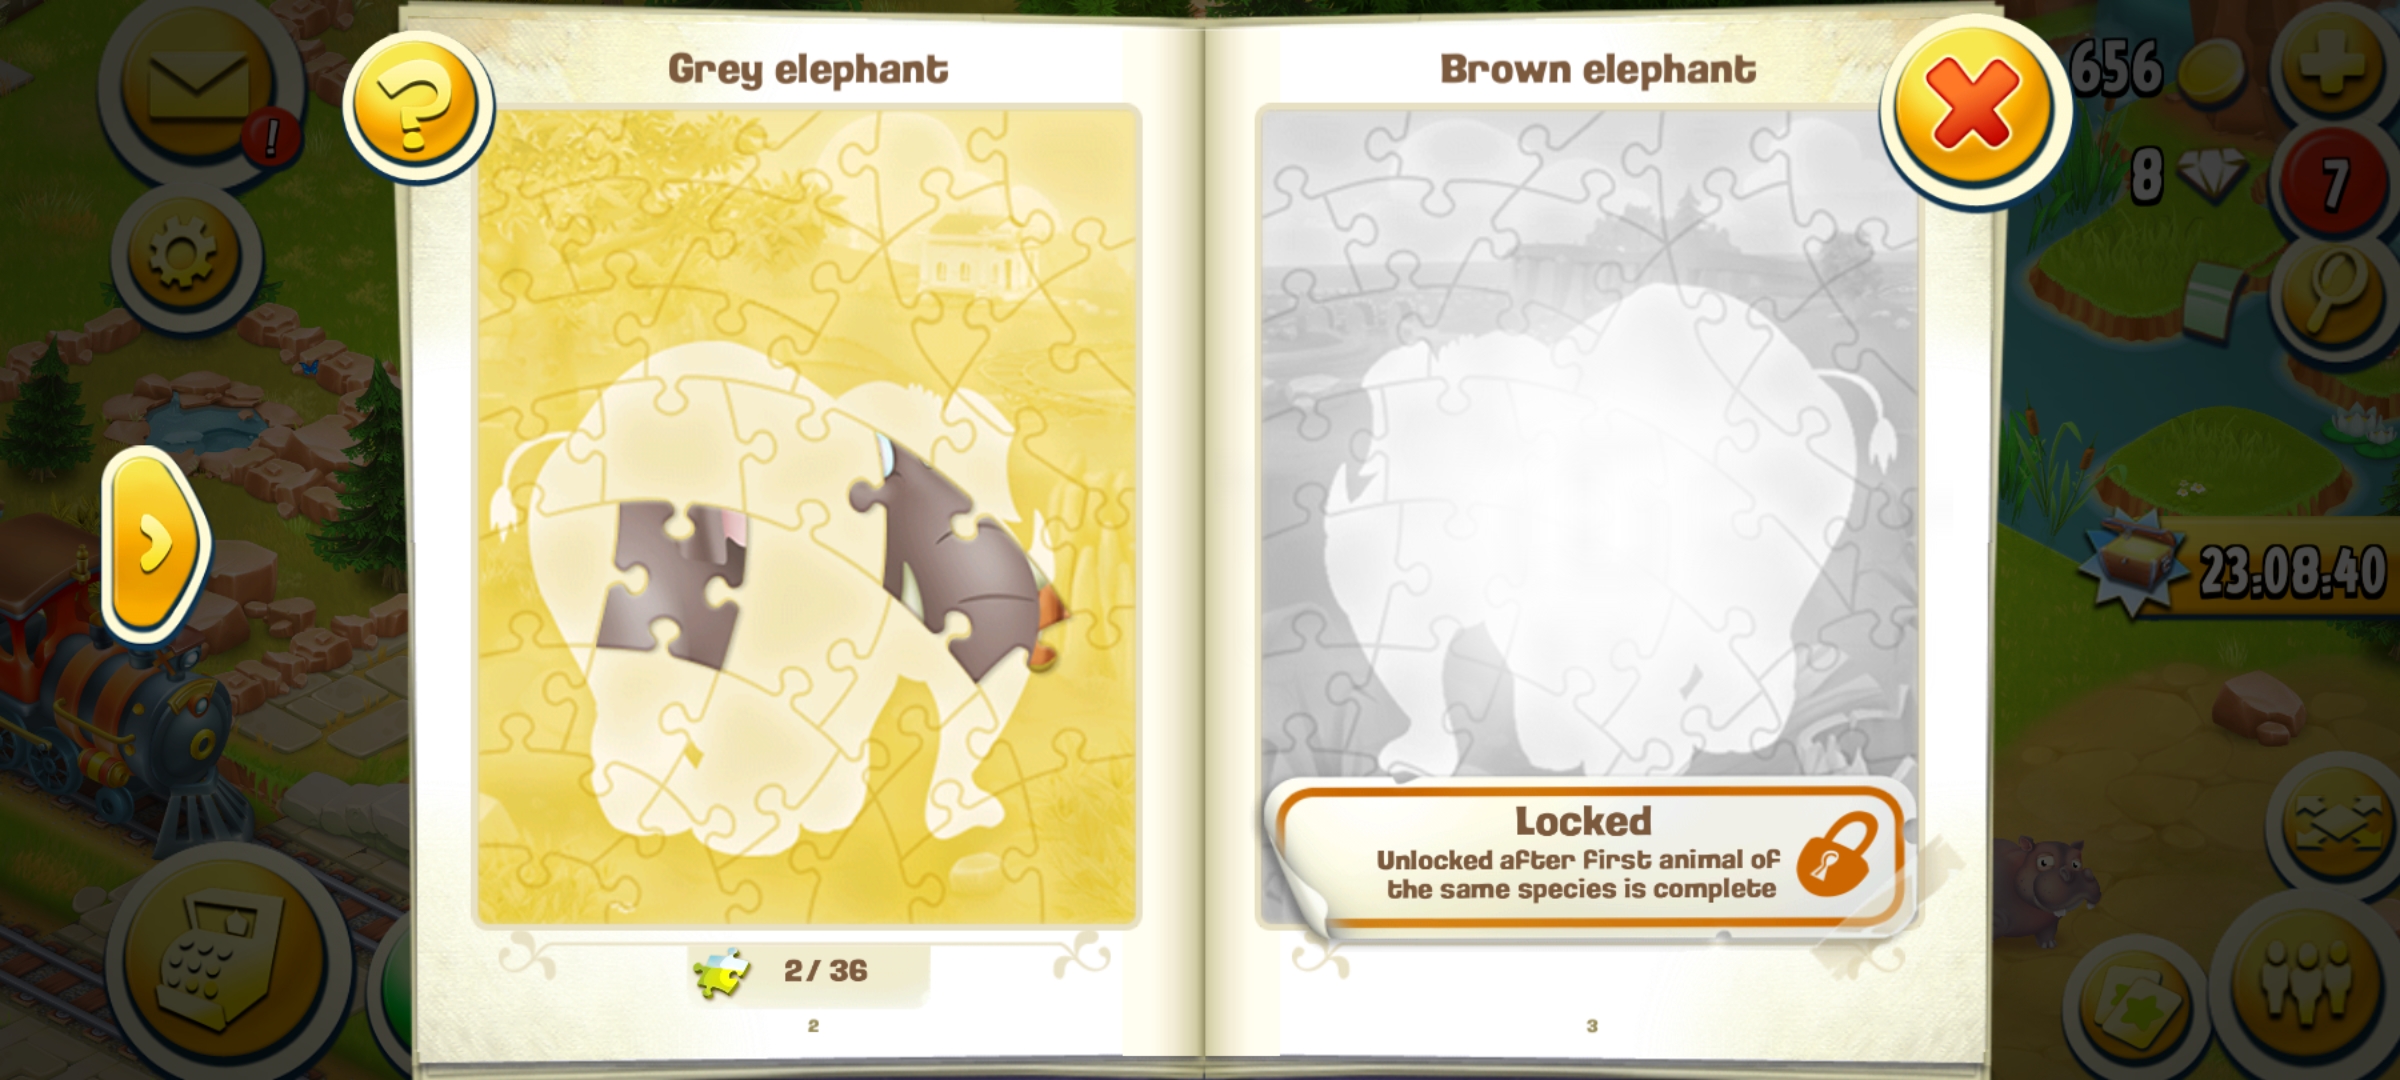 Grey elephant
Brown elephant
656
8
7
!
23:08:40
Locked
Unlocked after first animal of
the same species is complete
2/ 36
2
3